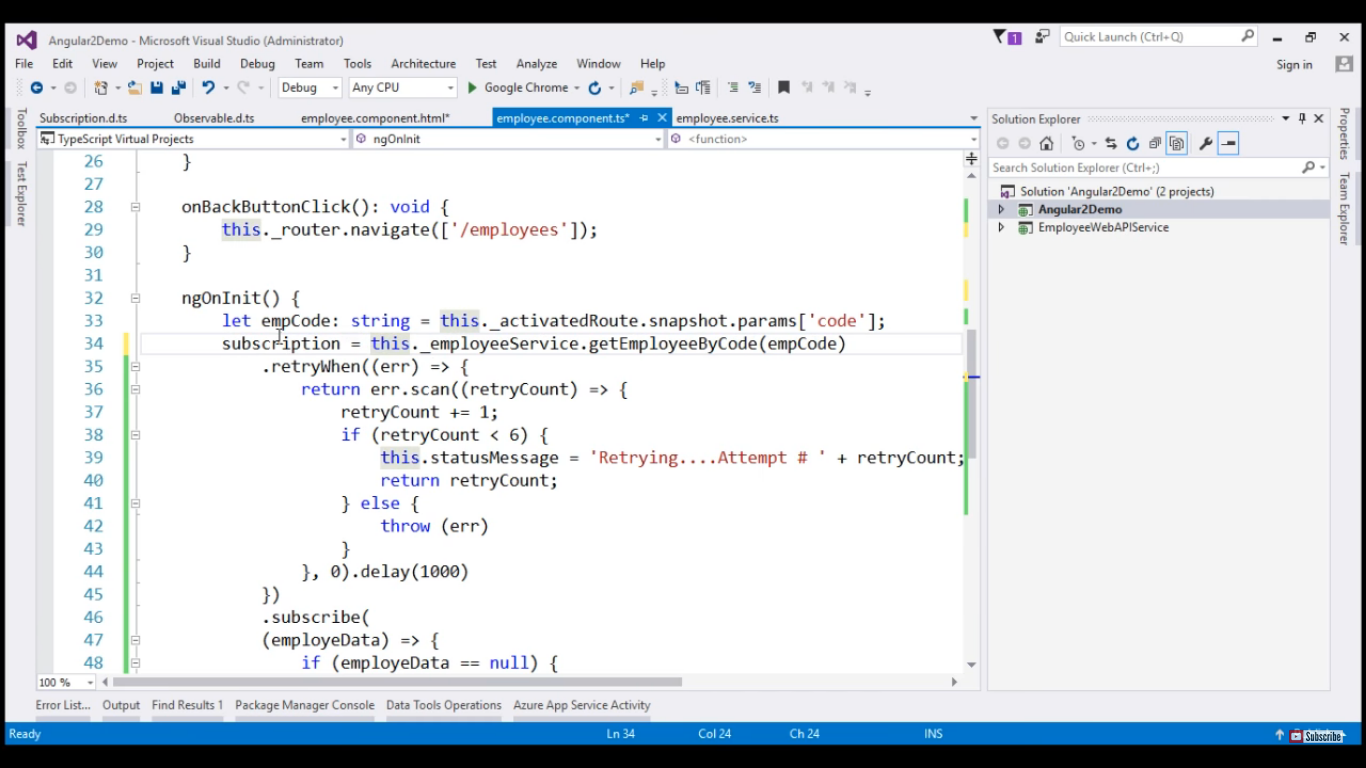 Angular2Demo - Microsoft Visual Studio (Administrator)
1
Quick Launch (Ctrl+Q)
File Edit View Project Build Debug Team Tools Architecture Test Analyze Window Help
Sign in
Debug Any CPU Google Chrome
Subscription.d.ts Observable.d.ts employee.component.html* employee.component.ts* employee.service.ts
TypeScript Virtual Projects ngOnInit <function>
Toolbox
Test Explorer
26 }
27
28 onBackButtonClick(): void {
29 this._router.navigate(['/employees']);
30 }
31
32 ngOnInit() {
33 let empCode: string = this._activatedRoute.snapshot.params['code'];
34 subscription = this._employeeService.getEmployeeByCode(empCode)
35 .retryWhen((err) => {
36 return err.scan((retryCount) => {
37 retryCount += 1;
38 if (retryCount < 6) {
39 this.statusMessage = 'Retrying....Attempt # ' + retryCount;
40 return retryCount;
41 } else {
42 throw (err)
43 }
44 }, 0).delay(1000)
45 })
46 .subscribe(
47 (employeData) => {
48 if (employeData == null) {
100 %
Solution Explorer
Search Solution Explorer (Ctrl+;)
Solution 'Angular2Demo' (2 projects)
Angular2Demo
EmployeeWebAPIService
Properties
Team Explorer
Error List... Output Find Results 1 Package Manager Console Data Tools Operations Azure App Service Activity
Ready Ln 34 Col 24 Ch 24 INS
Subscribe